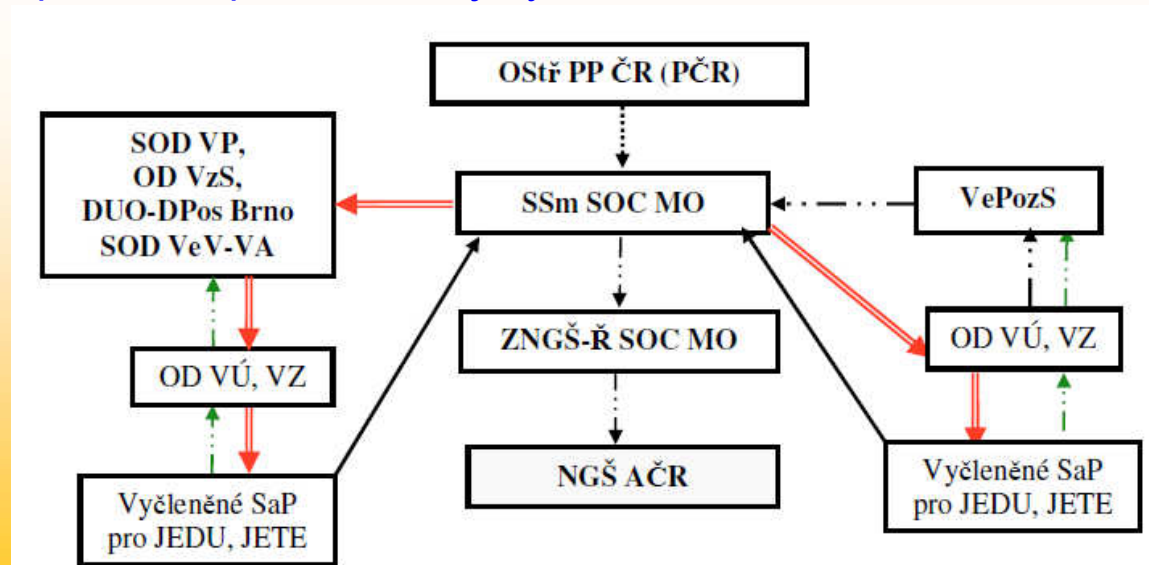 OStř PP ČR (PČR)
SOD VP,
OD VzS,
DUO-DPos Brno
SOD VeV-VA
SSm SOC MO
VePozS
ZNGŠ-Ř SOC MO
OD VÚ, VZ
OD VÚ, VZ
NGŠ AČR
Vyčleněné SaP
pro JEDU, JETE
Vyčleněné SaP
pro JEDU, JETE